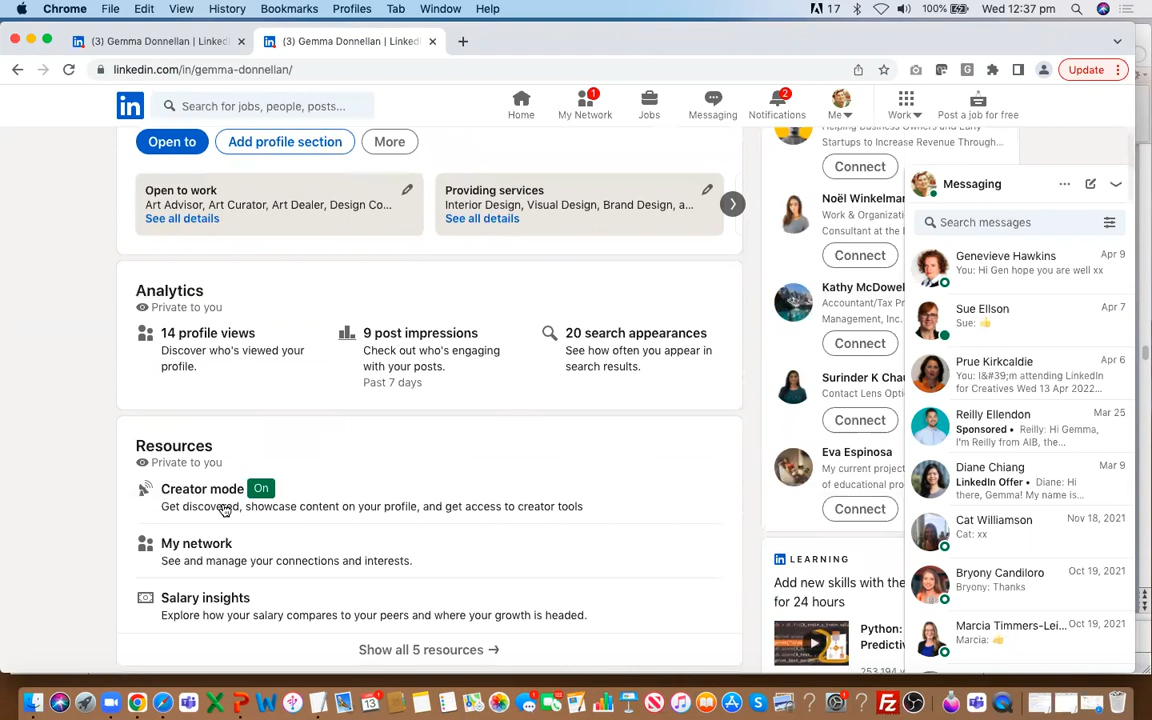 Chrome File Edit View History Bookmarks Profiles Tab Window Help 17 100% Wed 12:37 pm
(3) Gemma Donnellan | LinkedI
(3) Gemma Donnellan | LinkedI
linkedin.com/in/gemma-donnellan/
Update
Search for jobs, people, posts...
Home
1
My Network
Jobs
Messaging
2
Notifications
Me
Work
Post a job for free
Open to
Add profile section
More
Open to work
Art Advisor, Art Curator, Art Dealer, Design Co...
See all details
Providing services
Interior Design, Visual Design, Brand Design, a...
See all details
Analytics
Private to you
14 profile views
Discover who's viewed your
profile.
9 post impressions
Check out who's engaging
with your posts.
Past 7 days
20 search appearances
See how often you appear in
search results.
Resources
Private to you
Creator mode On
Get discovered, showcase content on your profile, and get access to creator tools
My network
See and manage your connections and interests.
Salary insights
Explore how your salary compares to your peers and where your growth is headed.
Show all 5 resources →
Helping Business Owners and Early
Startups to Increase Revenue Through...
Connect
Noël Winkelmar
Work & Organizatio
Consultant at the
Connect
Kathy McDowel
Accountant/Tax Pr
Management, Inc.
Connect
Surinder K Chau
Contact Lens Opti
Connect
Eva Espinosa
My current project
of educational pro
Connect
LEARNING
Add new skills with the
for 24 hours
Python:
Predictiv
253,194 v
Messaging
Search messages
Genevieve Hawkins Apr 9
You: Hi Gen hope you are well xx
Sue Ellson Apr 7
Sue: 👍
Prue Kirkcaldie Apr 6
You: I&#39;m attending LinkedIn
for Creatives Wed 13 Apr 2022...
Reilly Ellendon Mar 25
Sponsored • Reilly: Hi Gemma,
I'm Reilly from AIB, the...
Diane Chiang Mar 9
LinkedIn Offer • Diane: Hi
there, Gemma! My name is...
Cat Williamson Nov 18, 2021
Cat: xx
Bryony Candiloro Oct 19, 2021
Bryony: Thanks
Marcia Timmers-Lei... Oct 19, 2021
Marcia: 👍